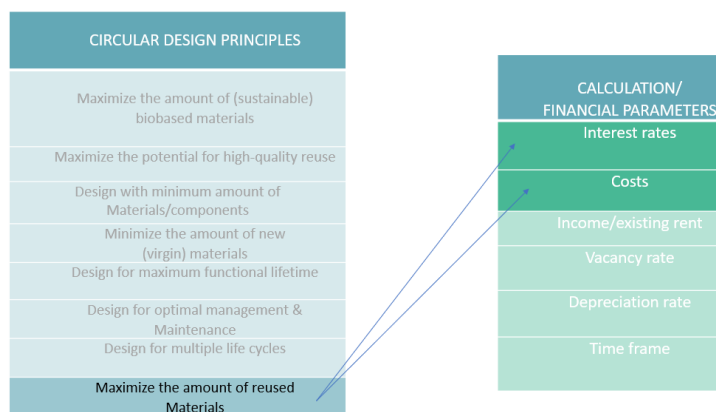 CIRCULAR DESIGN PRINCIPLES
Maximize the amount of (sustainable)
biobased materials
Maximize the potential for high-quality reuse
Design with minimum amount of
Materials/components
Minimize the amount of new
(virgin) materials
Design for maximum functional lifetime
Design for optimal management &
Maintenance
Design for multiple life cycles
Maximize the amount of reused
Materials
CALCULATION/
FINANCIAL PARAMETERS
Interest rates
Costs
Income/existing rent
Vacancy rate
Depreciation rate
Time frame